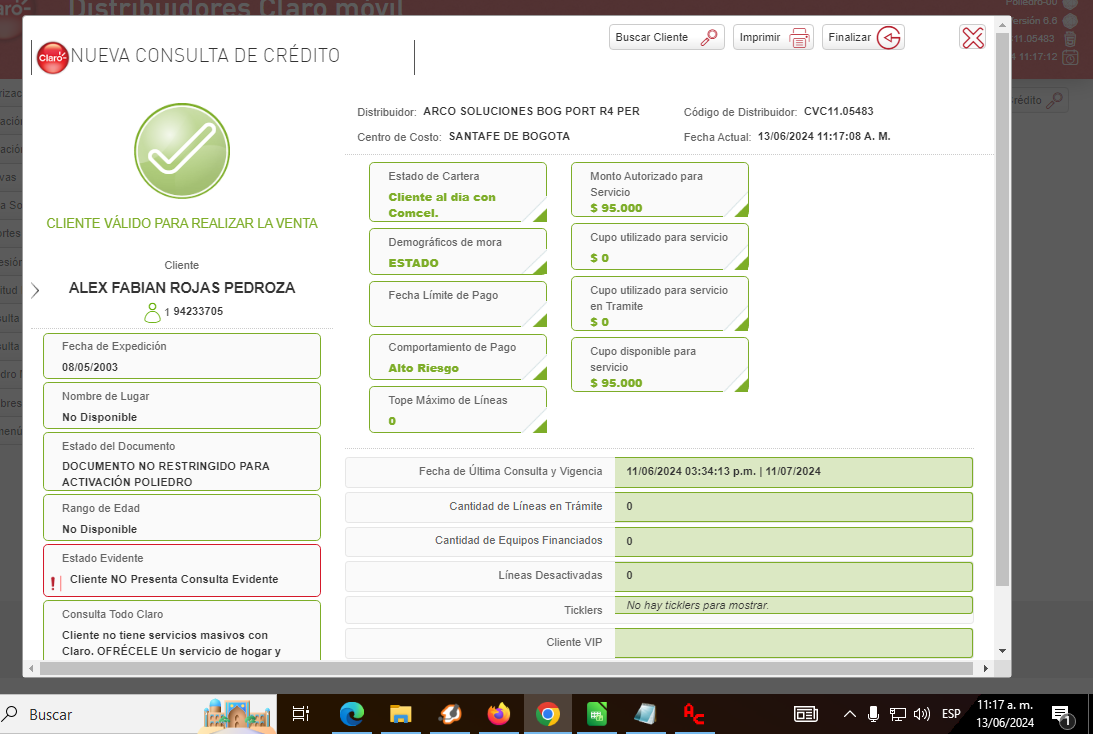 Distribuidores Claro móvil
Poliedro-00
Versión 6.6
11.05483
11:17:12
Crédito
Claro
NUEVA CONSULTA DE CRÉDITO
Buscar Cliente
Imprimir
Finalizar
CLIENTE VÁLIDO PARA REALIZAR LA VENTA
Cliente
ALEX FABIAN ROJAS PEDROZA
1 94233705
Fecha de Expedición
08/05/2003
Nombre de Lugar
No Disponible
Estado del Documento
DOCUMENTO NO RESTRINGIDO PARA
ACTIVACIÓN POLIEDRO
Rango de Edad
No Disponible
Estado Evidente
! Cliente NO Presenta Consulta Evidente
Consulta Todo Claro
Cliente no tiene servicios masivos con
Claro. OFRÉCELE Un servicio de hogar y
Distribuidor: ARCO SOLUCIONES BOG PORT R4 PER
Código de Distribuidor: CVC11.05483
Centro de Costo: SANTAFE DE BOGOTA
Fecha Actual: 13/06/2024 11:17:08 A. M.
Estado de Cartera
Cliente al dia con
Comcel.
Demográficos de mora
ESTADO
Fecha Límite de Pago
Comportamiento de Pago
Alto Riesgo
Tope Máximo de Líneas
0
Monto Autorizado para
Servicio
$ 95.000
Cupo utilizado para servicio
$ 0
Cupo utilizado para servicio
en Tramite
$ 0
Cupo disponible para
servicio
$ 95.000
Fecha de Última Consulta y Vigencia 11/06/2024 03:34:13 p.m. | 11/07/2024
Cantidad de Líneas en Trámite 0
Cantidad de Equipos Financiados 0
Líneas Desactivadas 0
Ticklers No hay ticklers para mostrar.
Cliente VIP
Buscar
ESP
11:17 a. m.
13/06/2024
1